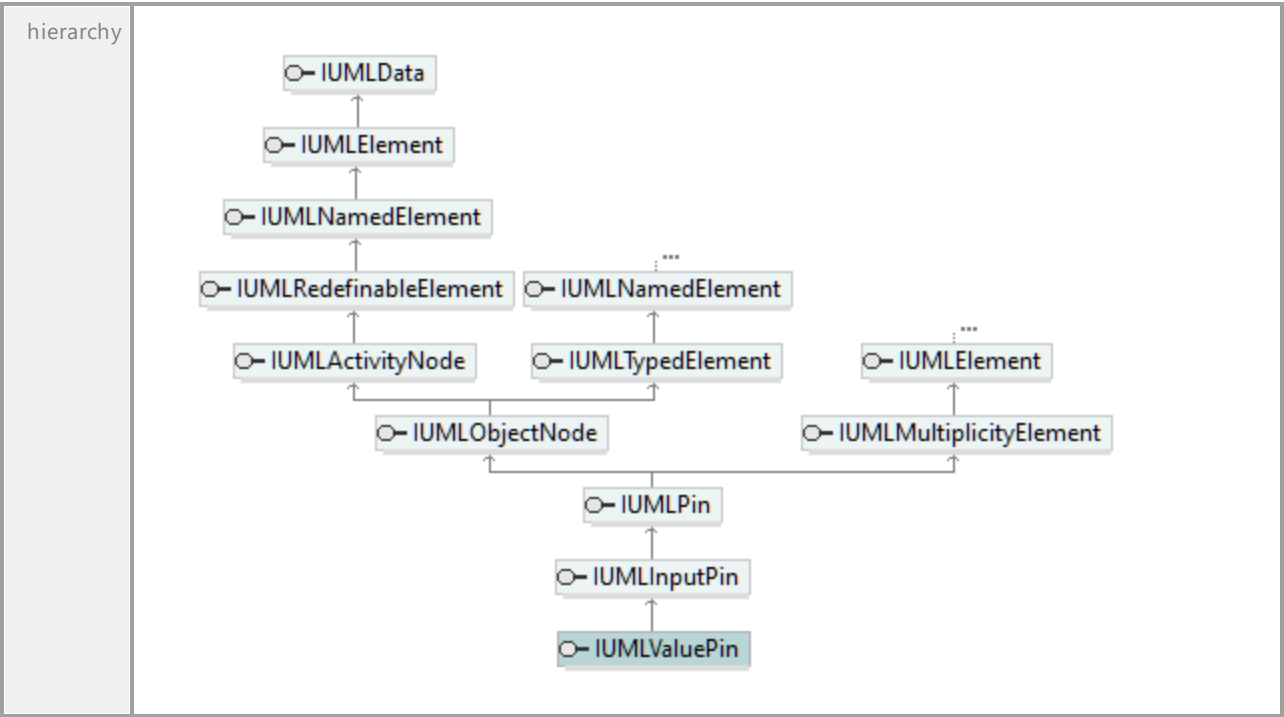 hierarchy
IUMLData
IUMLElement
IUMLNamedElement
...
IUMLRedefinableElement
IUMLNamedElement
...
IUMLActivityNode
IUMLTypedElement
IUMLElement
IUMLObjectNode
IUMLMultiplicityElement
IUMLPin
IUMLInputPin
IUMLValuePin